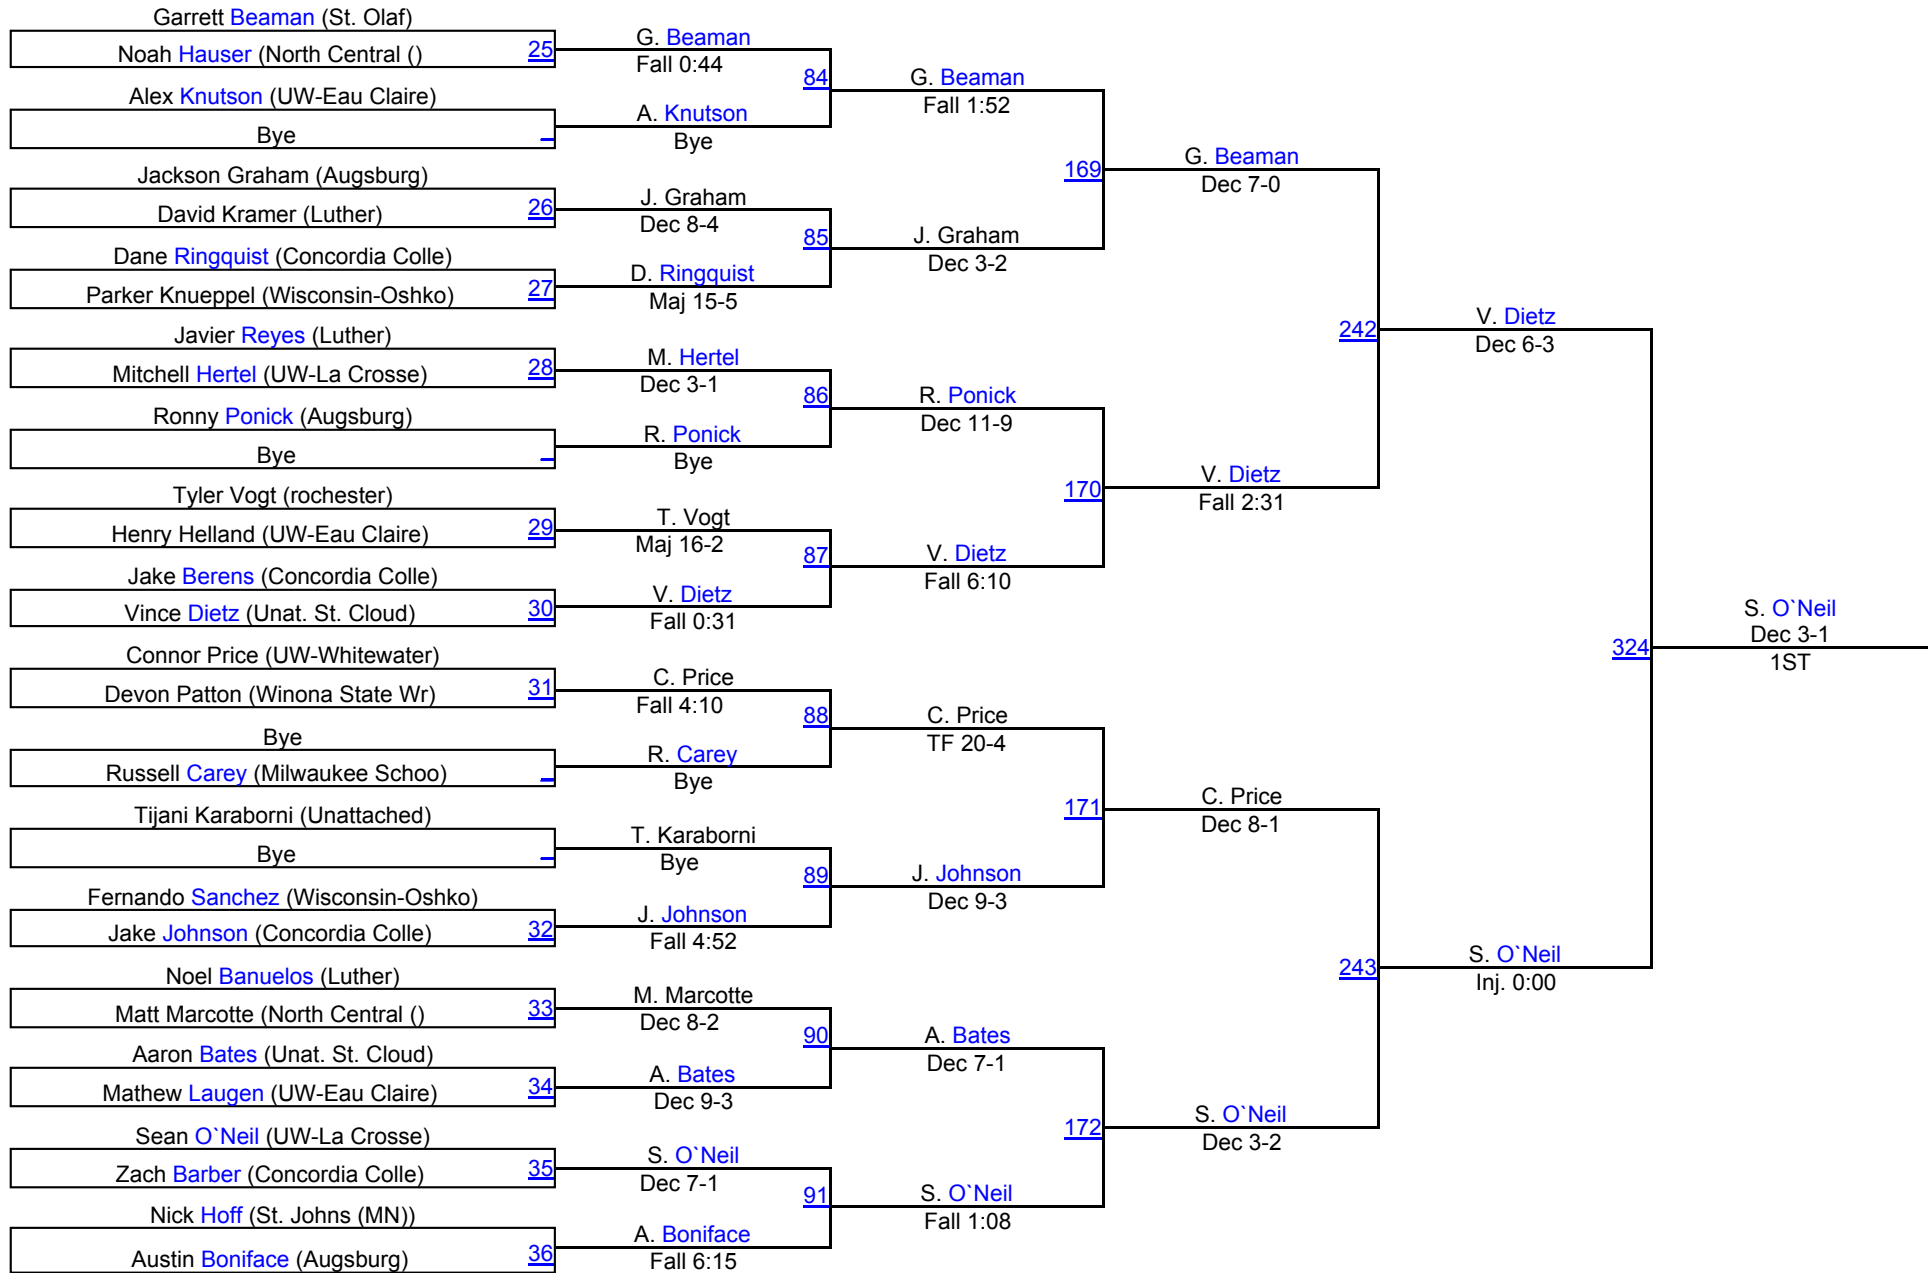 Garrett Beaman (St. Olaf)
Noah Hauser (North Central ()
25
Alex Knutson (UW-Eau Claire)
Bye
Jackson Graham (Augsburg)
David Kramer (Luther)
26
Dane Ringquist (Concordia Colle)
Parker Knueppel (Wisconsin-Oshko)
27
Javier Reyes (Luther)
Mitchell Hertel (UW-La Crosse)
28
Ronny Ponick (Augsburg)
Bye
Tyler Vogt (rochester)
Henry Helland (UW-Eau Claire)
29
Jake Berens (Concordia Colle)
Vince Dietz (Unat. St. Cloud)
30
Connor Price (UW-Whitewater)
Devon Patton (Winona State Wr)
31
Bye
Russell Carey (Milwaukee Schoo)
Tijani Karaborni (Unattached)
Bye
Fernando Sanchez (Wisconsin-Oshko)
Jake Johnson (Concordia Colle)
32
Noel Banuelos (Luther)
Matt Marcotte (North Central ()
33
Aaron Bates (Unat. St. Cloud)
Mathew Laugen (UW-Eau Claire)
34
Sean O`Neil (UW-La Crosse)
Zach Barber (Concordia Colle)
35
Nick Hoff (St. Johns (MN))
Austin Boniface (Augsburg)
36
G. Beaman
Fall 0:44
84
A. Knutson
Bye
J. Graham
Dec 8-4
85
D. Ringquist
Maj 15-5
M. Hertel
Dec 3-1
86
R. Ponick
Bye
T. Vogt
Maj 16-2
87
V. Dietz
Fall 0:31
C. Price
Fall 4:10
88
R. Carey
Bye
T. Karaborni
Bye
89
J. Johnson
Fall 4:52
M. Marcotte
Dec 8-2
90
A. Bates
Dec 9-3
S. O`Neil
Dec 7-1
91
A. Boniface
Fall 6:15
G. Beaman
Fall 1:52
169
J. Graham
Dec 3-2
R. Ponick
Dec 11-9
170
V. Dietz
Fall 6:10
C. Price
TF 20-4
171
J. Johnson
Dec 9-3
A. Bates
Dec 7-1
172
S. O`Neil
Fall 1:08
G. Beaman
Dec 7-0
242
V. Dietz
Fall 2:31
C. Price
Dec 8-1
243
S. O`Neil
Dec 3-2
V. Dietz
Dec 6-3
324
S. O`Neil
Inj. 0:00
S. O`Neil
Dec 3-1
1ST